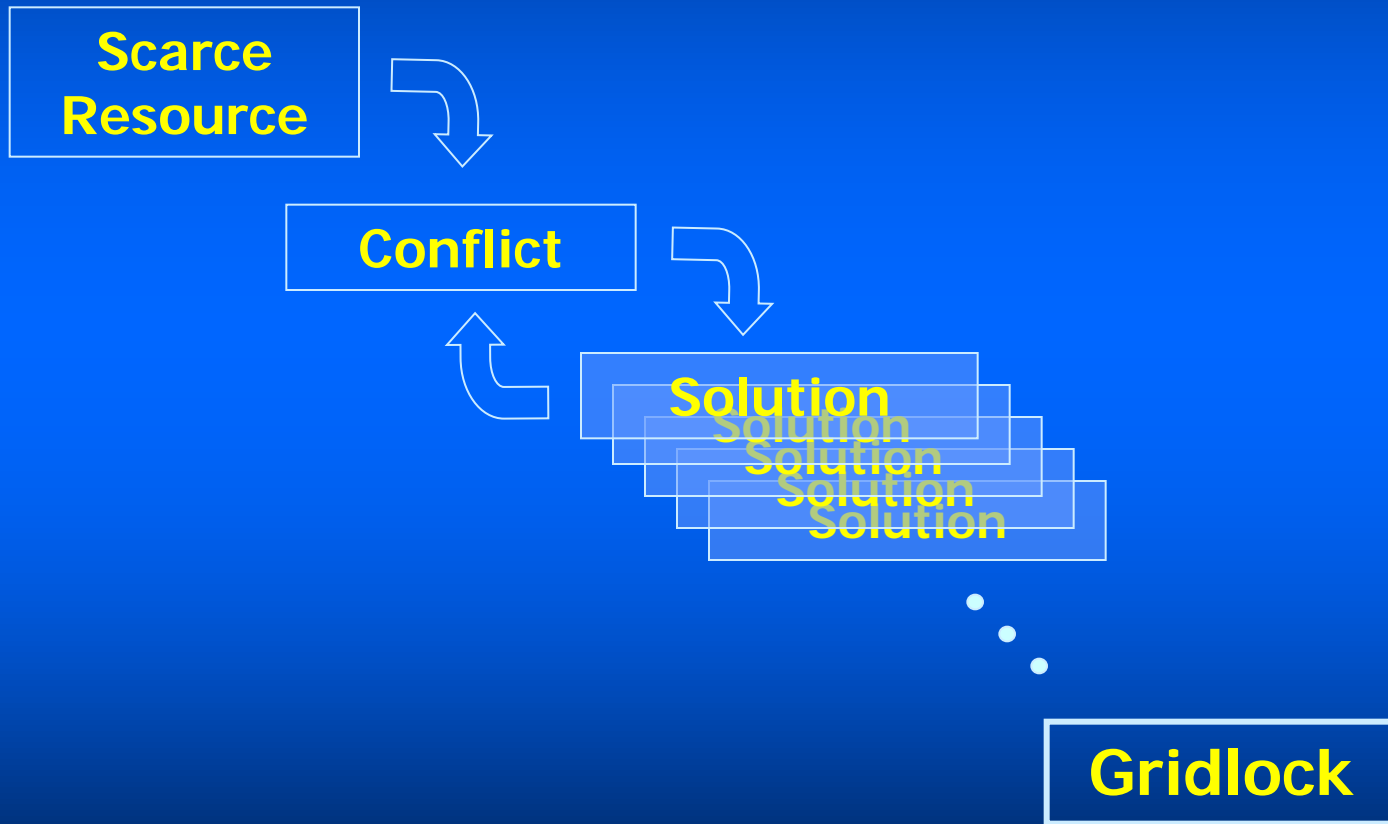 Scarce
Resource
Conflict
Solution
Solution
Solution
Solution
Solution
Gridlock